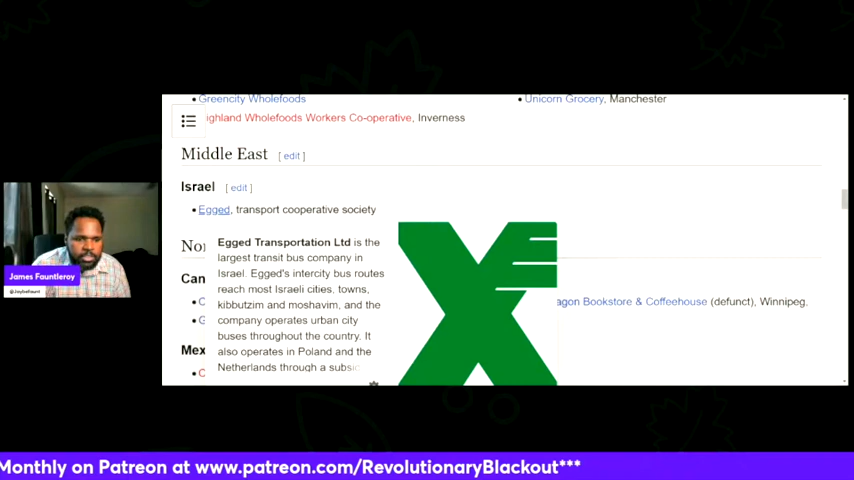 Greencity Wholefoods
Unicorn Grocery, Manchester
ighland Wholefoods Workers Co-operative, Inverness
Middle East [ edit ]
Israel [ edit ]
Egged, transport cooperative society
Nor
Egged Transportation Ltd is the
largest transit bus company in
Israel. Egged's intercity bus routes
reach most Israeli cities, towns,
kibbutzim and moshavim, and the
company operates urban city
buses throughout the country. It
also operates in Poland and the
Netherlands through a subsic
Can
C
agon Bookstore & Coffeehouse (defunct), Winnipeg,
G
Mex
C
James Fauntleroy
Monthly on Patreon at www.patreon.com/RevolutionaryBlackout***